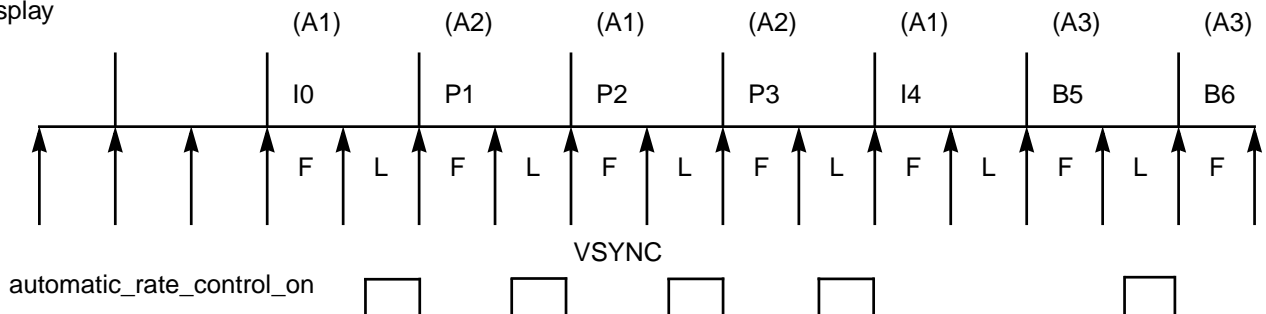 splay
(A1) (A2) (A1) (A2) (A1) (A3) (A3)
I0 P1 P2 P3 I4 B5 B6
F L F L F L F L F L F L F
VSYNC
automatic_rate_control_on